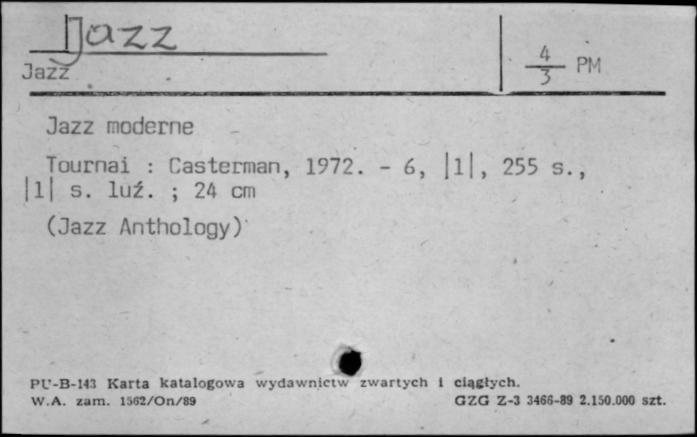 Jazz
Jazz
4
3 PM
Jazz moderne
Tournai : Casterman, 1972. - 6, |1|, 255 s.,
|1| s. luź. ; 24 cm
(Jazz Anthology)
PU-B-143 Karta katalogowa wydawnictw zwartych i ciągłych.
W.A. zam. 1562/On/89 GZG Z-3 3466-89 2.150.000 szt.